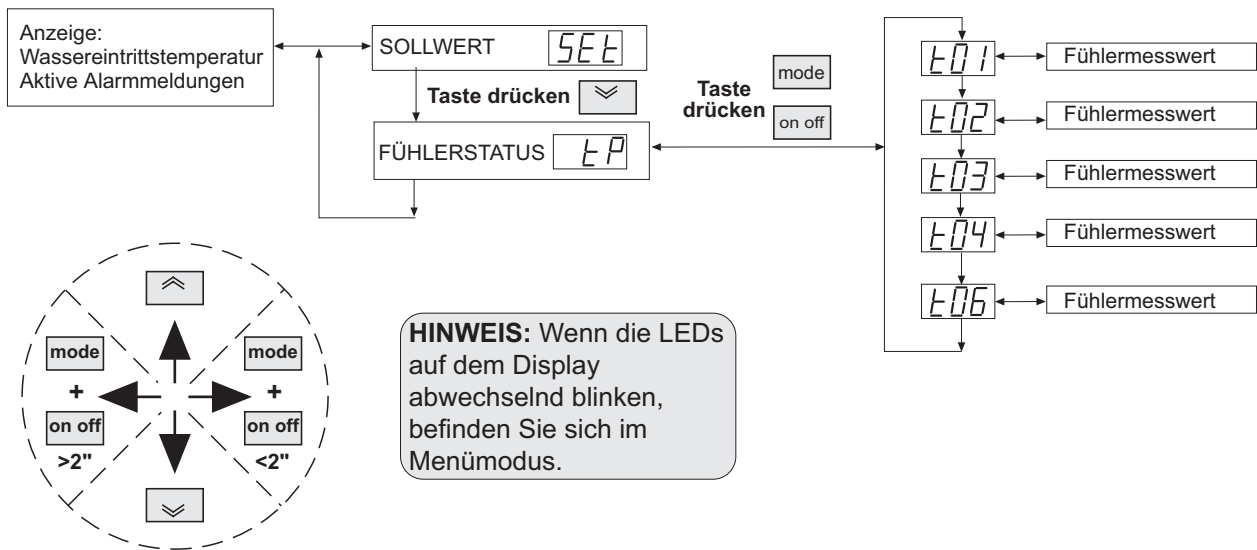 Anzeige:
Wassereintrittstemperatur
Aktive Alarmmeldungen
SOLLWERT SEt
Taste drücken
FÜHLERSTATUS tP
Taste
drücken
mode
on off
t01 Fühlermesswert
t02 Fühlermesswert
t03 Fühlermesswert
t04 Fühlermesswert
t06 Fühlermesswert
mode
+
on off
>2"
mode
+
on off
<2"
HINWEIS: Wenn die LEDs
auf dem Display
abwechselnd blinken,
befinden Sie sich im
Menümodus.